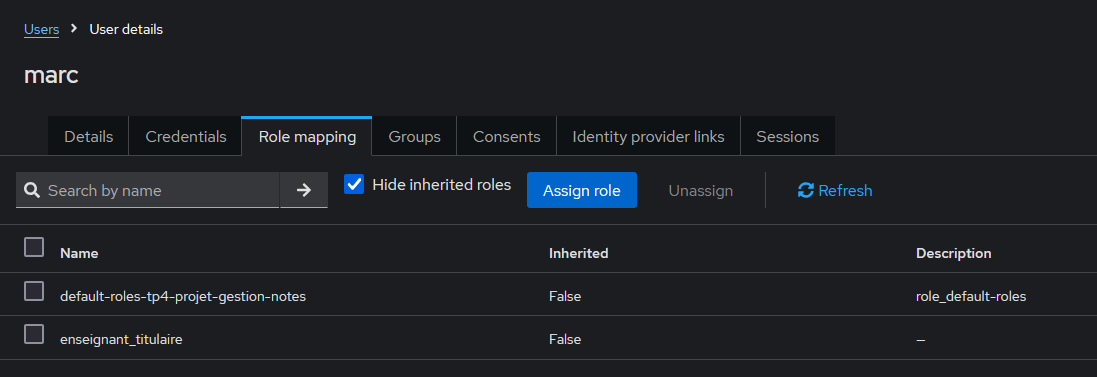 Users > User details
marc
Details Credentials Role mapping Groups Consents Identity provider links Sessions
Search by name Hide inherited roles Assign role Unassign Refresh
Name Inherited Description
default-roles-tp4-projet-gestion-notes False role_default-roles
enseignant_titulaire False –